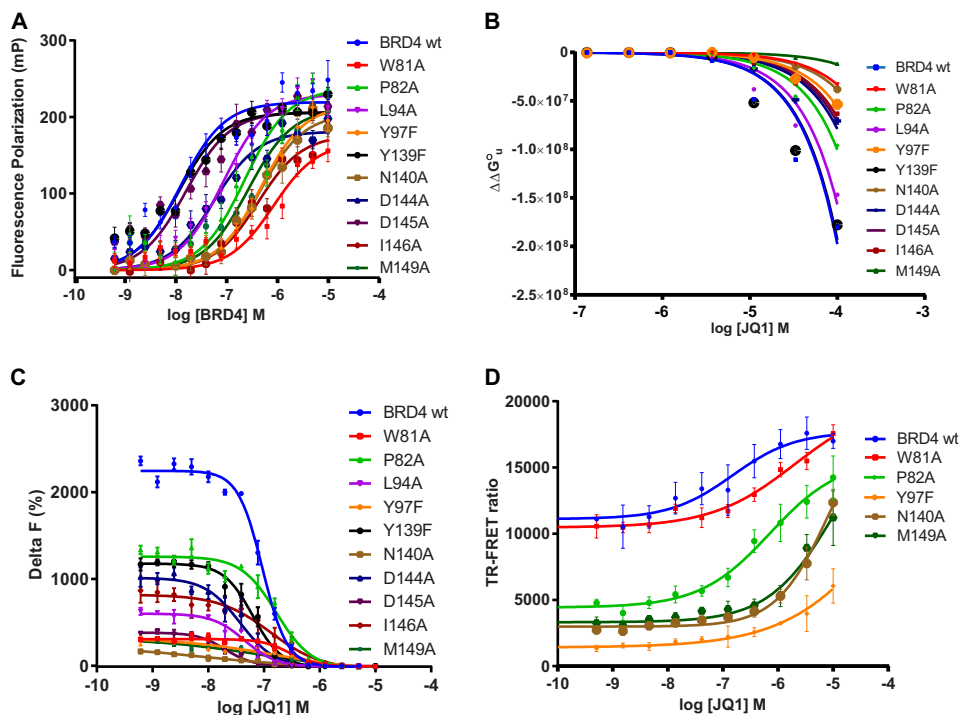 A
Fluorescence Polarization (mP)
300
200
100
0
-10
-9
-8
-7
-6
-5
-4
log [BRD4] M
BRD4 wt
W81A
P82A
L94A
Y97F
Y139F
N140A
D144A
D145A
I146A
M149A
B
ΔΔG°u
0
-5.0×10⁷
-1.0×10⁸
-1.5×10⁸
-2.0×10⁸
-2.5×10⁸
-7
-6
-5
-4
-3
log [JQ1] M
BRD4 wt
W81A
P82A
L94A
Y97F
Y139F
N140A
D144A
D145A
I146A
M149A
C
Delta F (%)
3000
2000
1000
0
-10
-9
-8
-7
-6
-5
-4
log [JQ1] M
BRD4 wt
W81A
P82A
L94A
Y97F
Y139F
N140A
D144A
D145A
I146A
M149A
D
TR-FRET ratio
20000
15000
10000
5000
0
-10
-9
-8
-7
-6
-5
-4
log [JQ1] M
BRD4 wt
W81A
P82A
Y97F
N140A
M149A